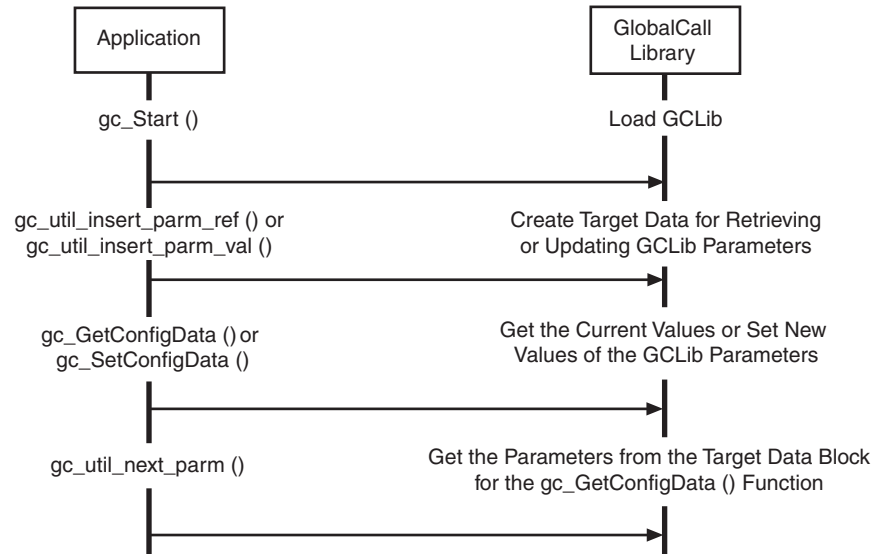 Application
GlobalCall
Library
gc_Start ()
Load GCLib
gc_util_insert_parm_ref () or
gc_util_insert_parm_val ()
Create Target Data for Retrieving
or Updating GCLib Parameters
gc_GetConfigData () or
gc_SetConfigData ()
Get the Current Values or Set New
Values of the GCLib Parameters
gc_util_next_parm ()
Get the Parameters from the Target Data Block
for the gc_GetConfigData () Function